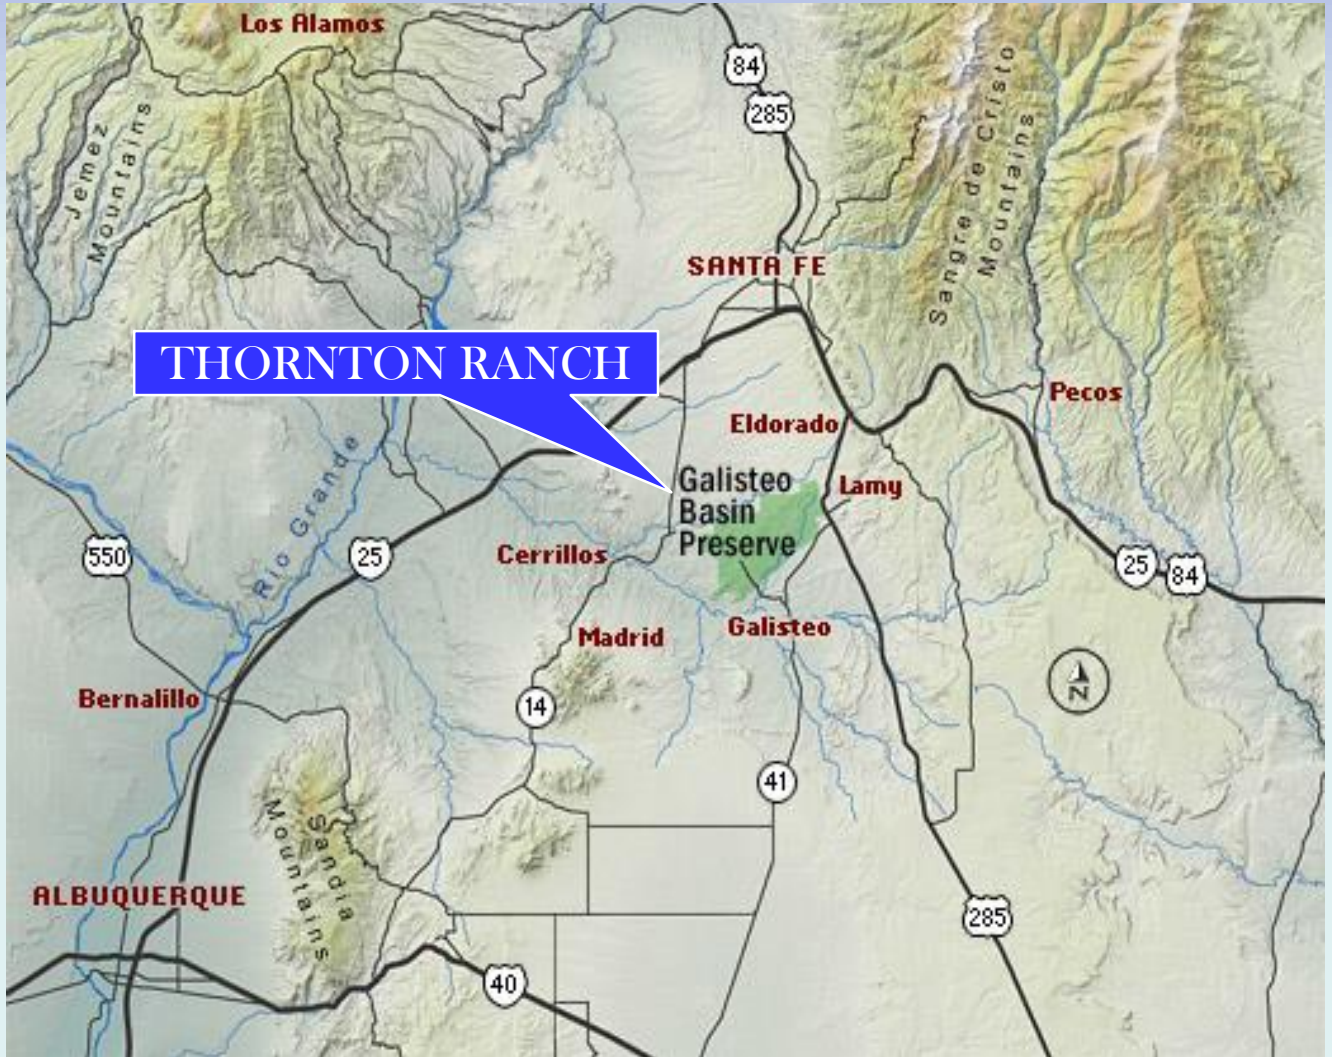 Los Alamos
84
285
Jemez
Mountains
Sangre de Cristo
Mountains
SANTA FE
THORNTON RANCH
Pecos
Eldorado
Galisteo
Basin
Preserve
Lamy
Rio Grande
550
25
Cerrillos
25
84
Madrid
Galisteo
N
Bernalillo
14
41
Sandia
Mountains
ALBUQUERQUE
285
40